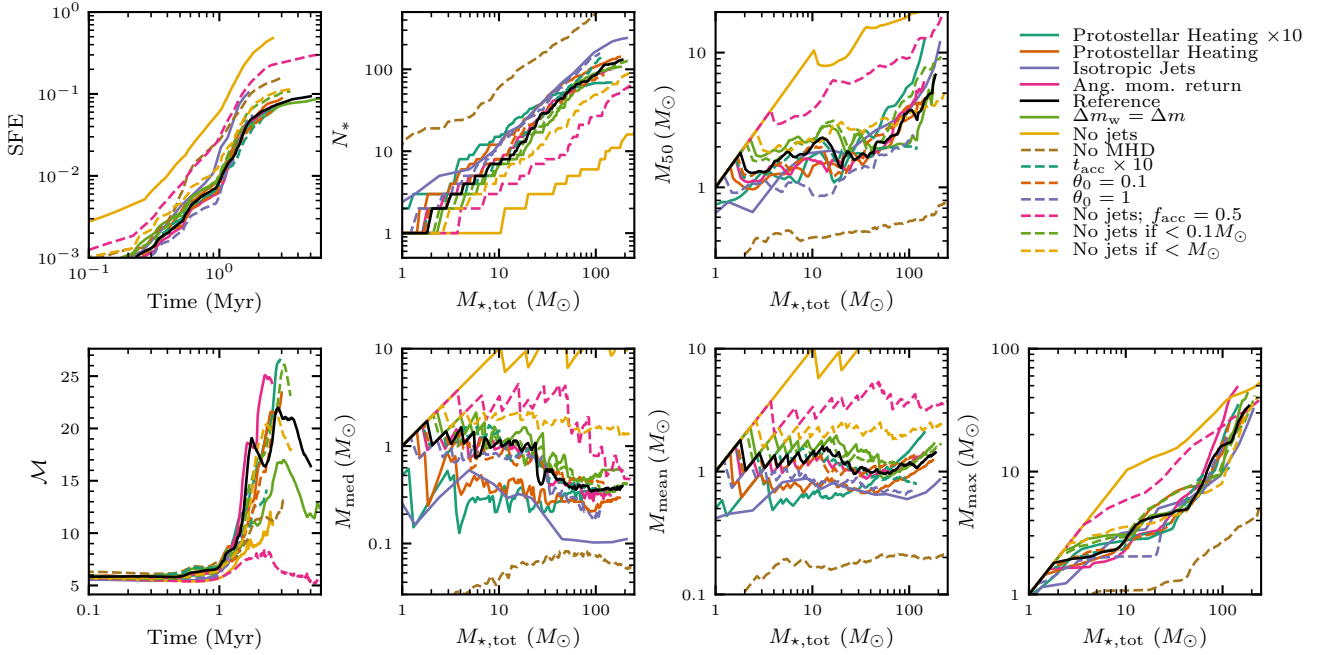 10⁰
10⁻¹
10⁻²
10⁻³
SFE
10⁻¹
10⁰
Time (Myr)
100
10
1
N*
1
10
100
M⋆,tot (M⊙)
10
1
M50 (M⊙)
1
10
100
M⋆,tot (M⊙)
Protostellar Heating ×10
Protostellar Heating
Isotropic Jets
Ang. mom. return
Reference
Δmw = Δm
No jets
No MHD
tacc × 10
θ0 = 0.1
θ0 = 1
No jets; facc = 0.5
No jets if < 0.1M⊙
No jets if < M⊙
25
20
15
10
5
ℳ
0.1
1
Time (Myr)
10
1
0.1
Mmed (M⊙)
1
10
100
M⋆,tot (M⊙)
10
1
0.1
Mmean (M⊙)
1
10
100
M⋆,tot (M⊙)
100
10
1
Mmax (M⊙)
1
10
100
M⋆,tot (M⊙)